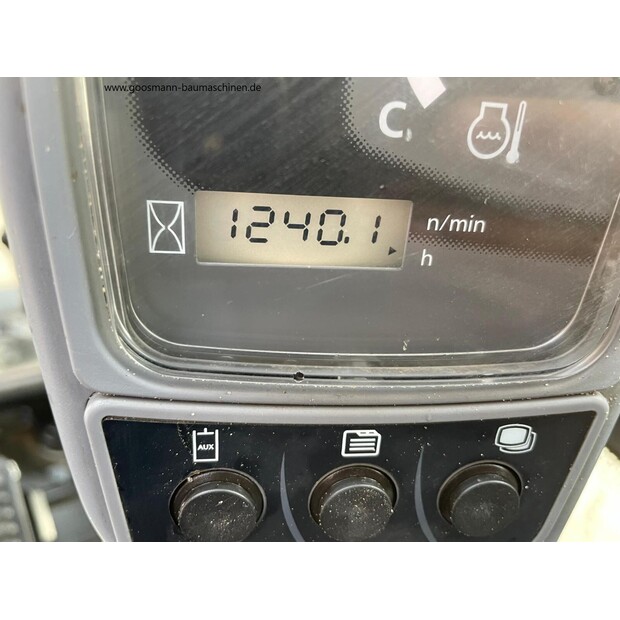 www.goosmann-baumaschinen.de
C
1240.1 n/min
h
AUX